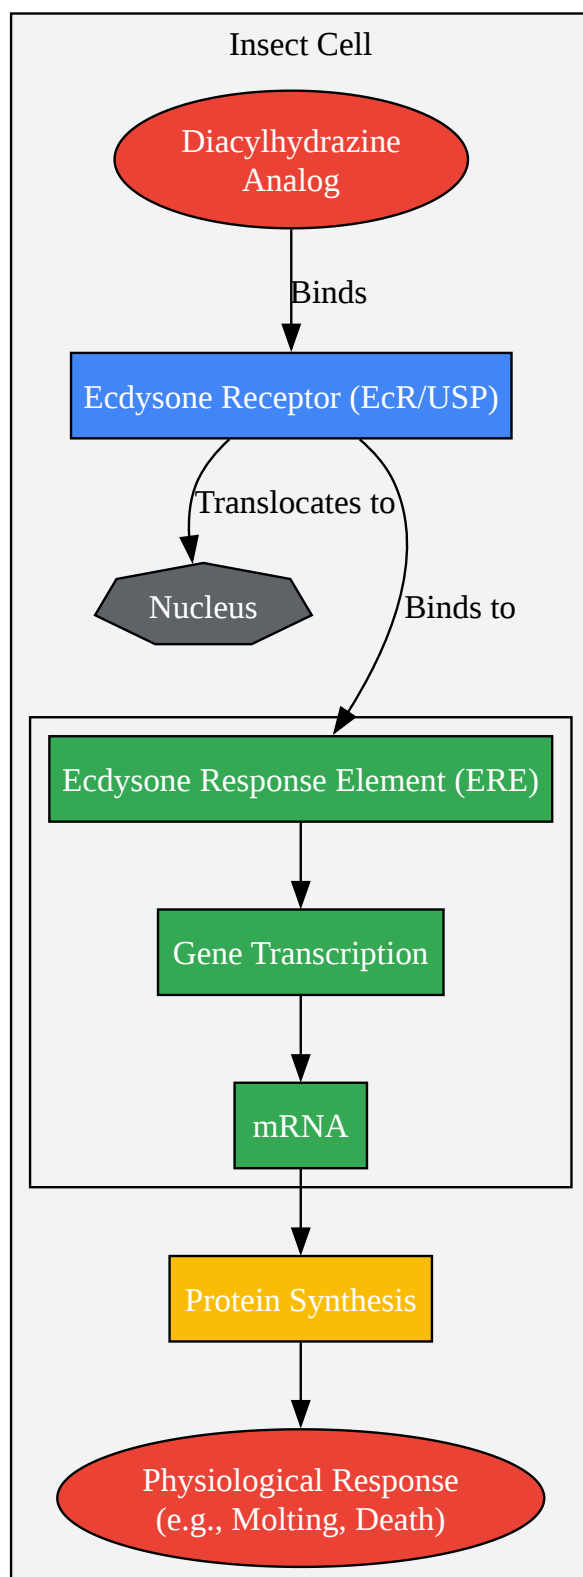 Insect Cell
Diacylhydrazine
Analog
Binds
Ecdysone Receptor (EcR/USP)
Translocates to
Nucleus
Binds to
Ecdysone Response Element (ERE)
Gene Transcription
mRNA
Protein Synthesis
Physiological Response
(e.g., Molting, Death)